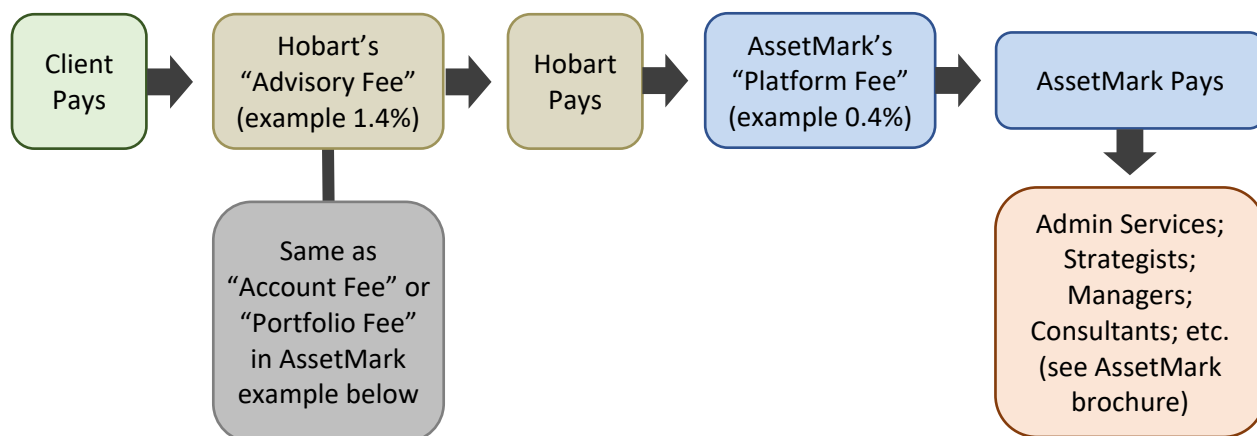 Client
Pays
Hobart’s
“Advisory Fee”
(example 1.4%)
Hobart
Pays
AssetMark’s
“Platform Fee”
(example 0.4%)
AssetMark Pays
Same as
“Account Fee” or
“Portfolio Fee”
in AssetMark
example below
Admin Services;
Strategists;
Managers;
Consultants; etc.
(see AssetMark
brochure)